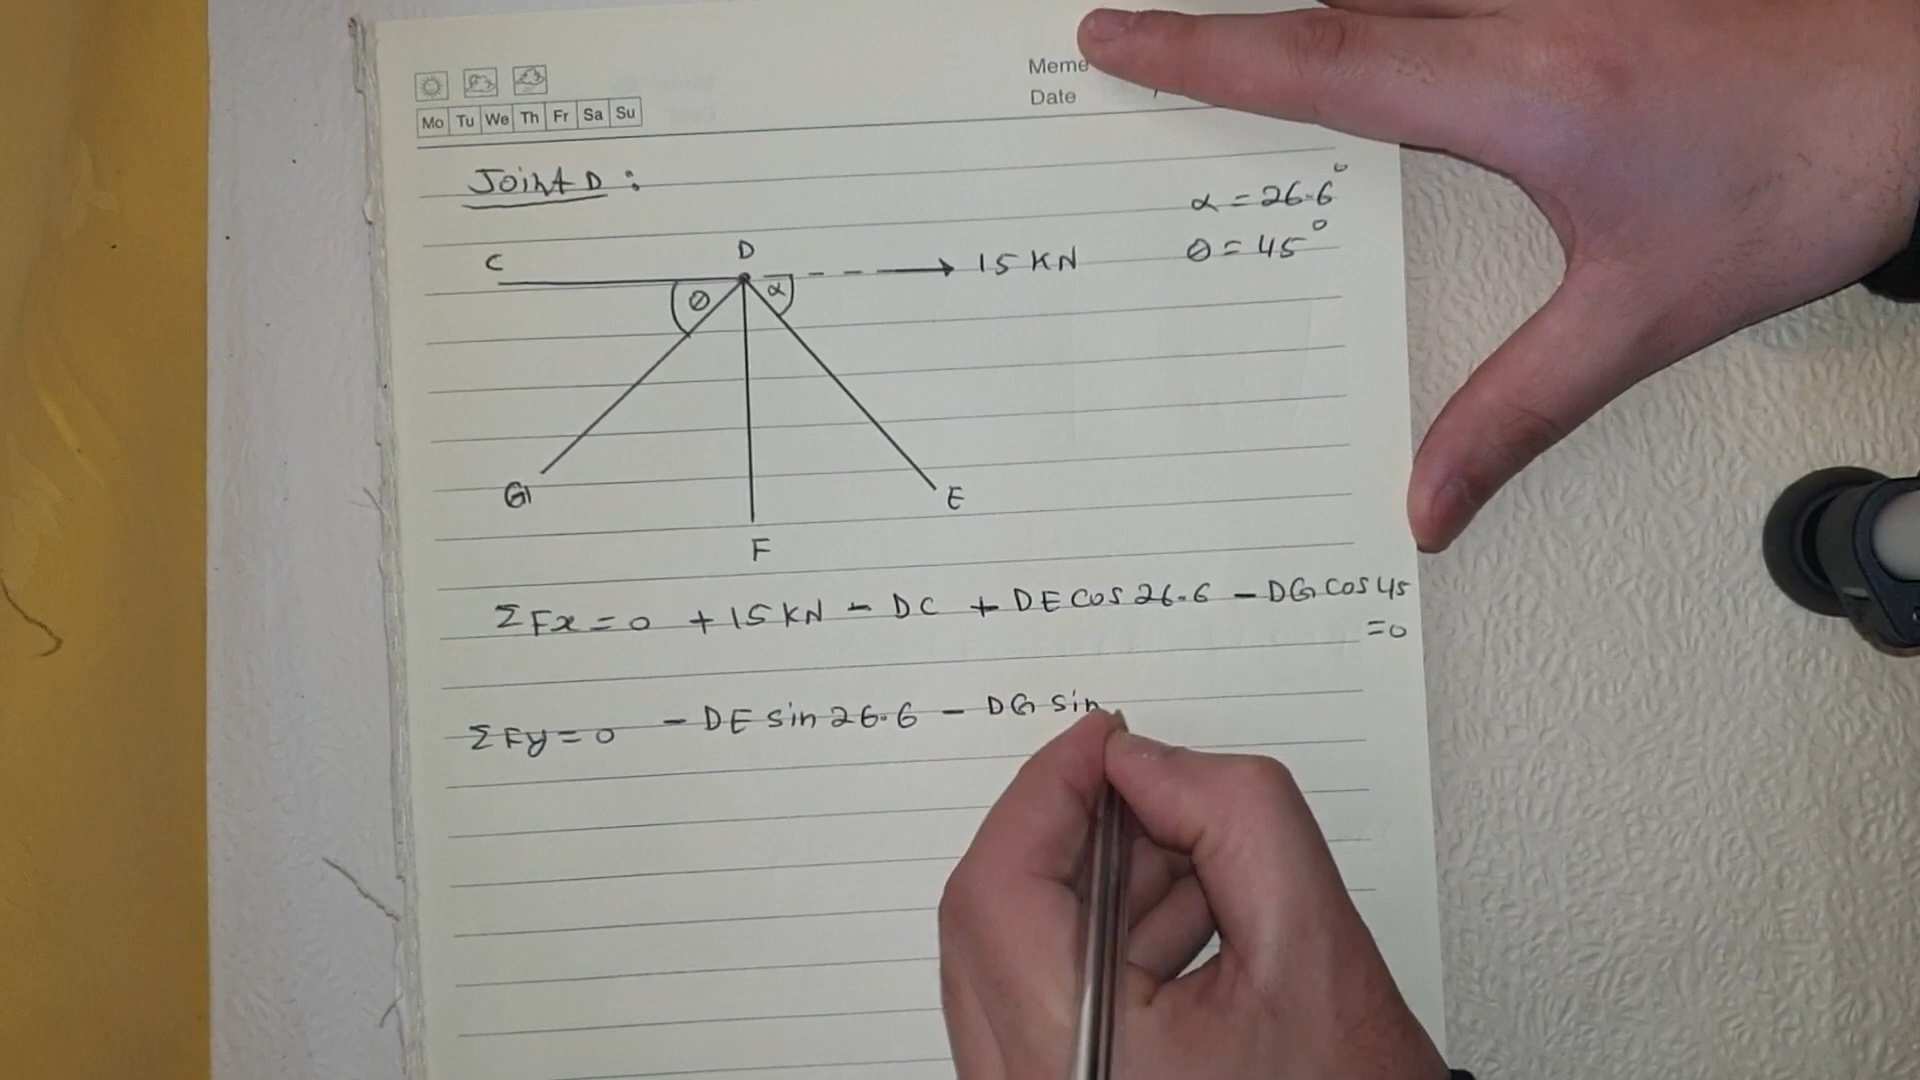 Meme
Date
Mo Tu We Th Fr Sa Su
Joint D :
α = 26.6°
θ = 45°
C D 15 KN
θ α
G E
F
ΣFx = 0 + 15 KN - DC + DE cos 26.6 - DG cos 45
= 0
ΣFy = 0 - DE sin 26.6 - DG sin